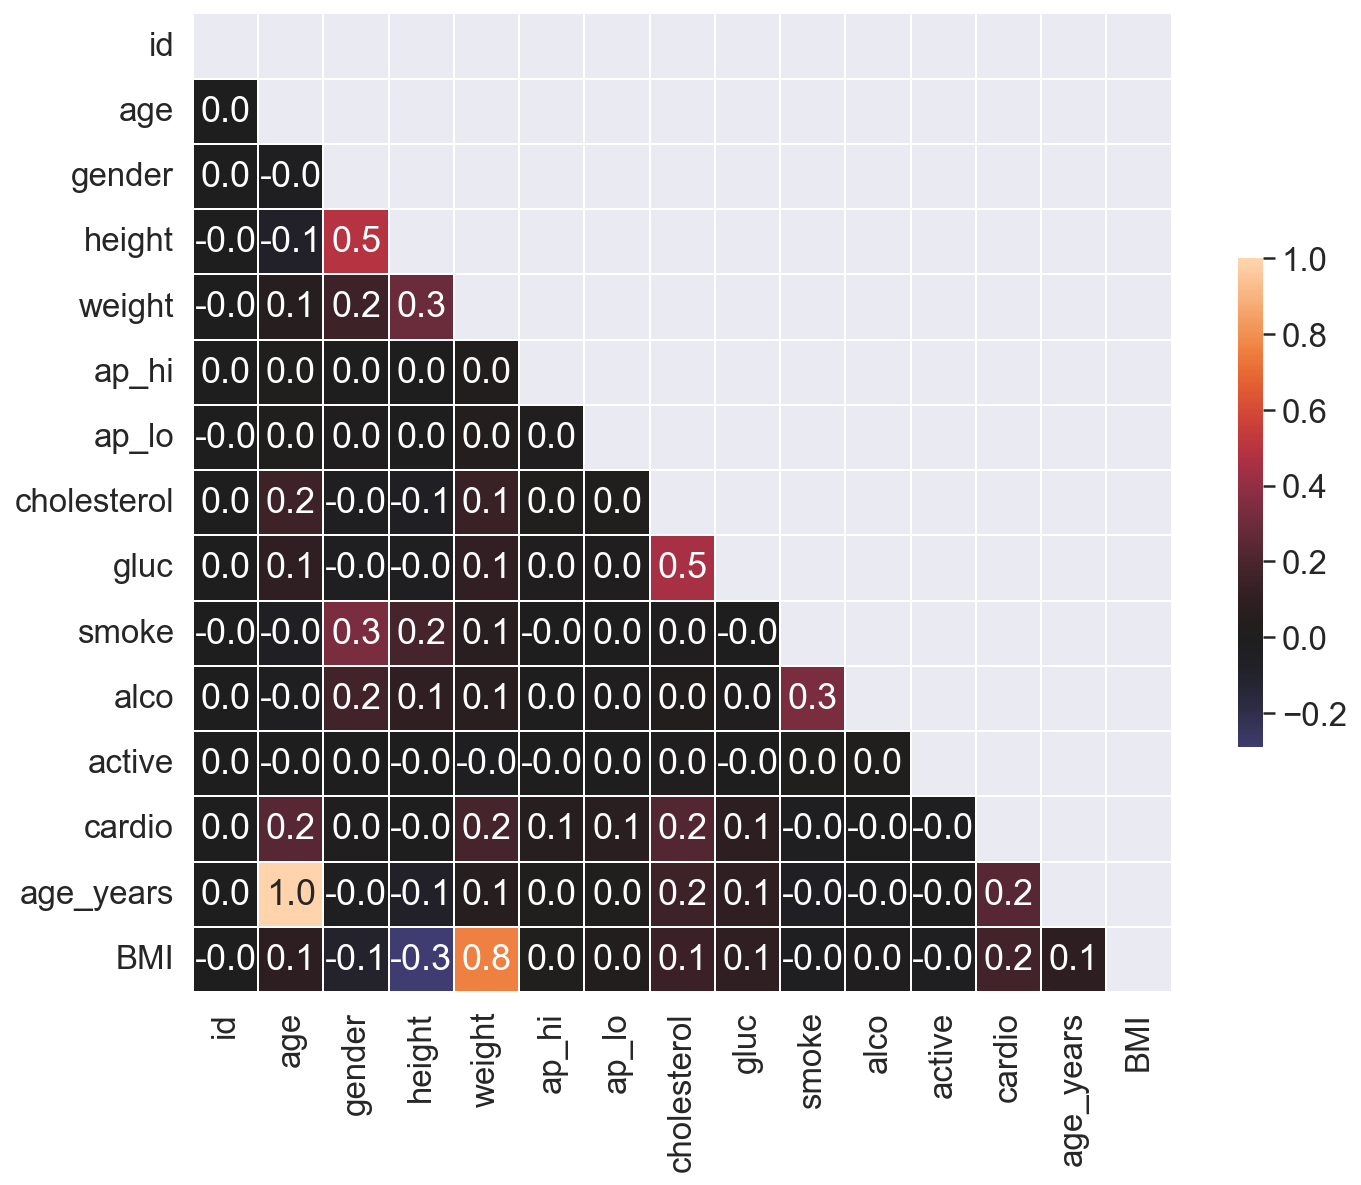 id
age 0.0
gender 0.0 -0.0
height -0.0 -0.1 0.5
weight -0.0 0.1 0.2 0.3
ap_hi 0.0 0.0 0.0 0.0 0.0
ap_lo -0.0 0.0 0.0 0.0 0.0 0.0
cholesterol 0.0 0.2 -0.0 -0.1 0.1 0.0 0.0
gluc 0.0 0.1 -0.0 -0.0 0.1 0.0 0.0 0.5
smoke -0.0 -0.0 0.3 0.2 0.1 -0.0 0.0 0.0 -0.0
alco 0.0 -0.0 0.2 0.1 0.1 0.0 0.0 0.0 0.0 0.3
active 0.0 -0.0 0.0 -0.0 -0.0 -0.0 0.0 0.0 -0.0 0.0 0.0
cardio 0.0 0.2 0.0 -0.0 0.2 0.1 0.1 0.2 0.1 -0.0 -0.0 -0.0
age_years 0.0 1.0 -0.0 -0.1 0.1 0.0 0.0 0.2 0.1 -0.0 -0.0 -0.0 0.2
BMI -0.0 0.1 -0.1 -0.3 0.8 0.0 0.0 0.1 0.1 -0.0 0.0 -0.0 0.2 0.1
id age gender height weight ap_hi ap_lo cholesterol gluc smoke alco active cardio age_years BMI
1.0
0.8
0.6
0.4
0.2
0.0
−0.2